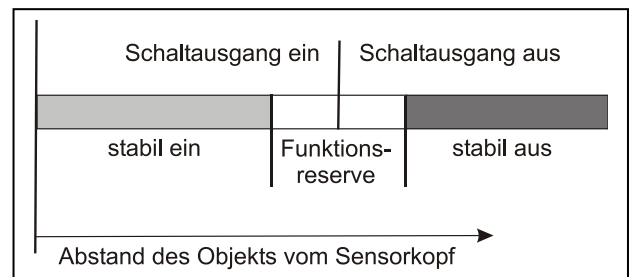 Schaltausgang ein
Schaltausgang aus
stabil ein
Funktions-
reserve
stabil aus
Abstand des Objekts vom Sensorkopf